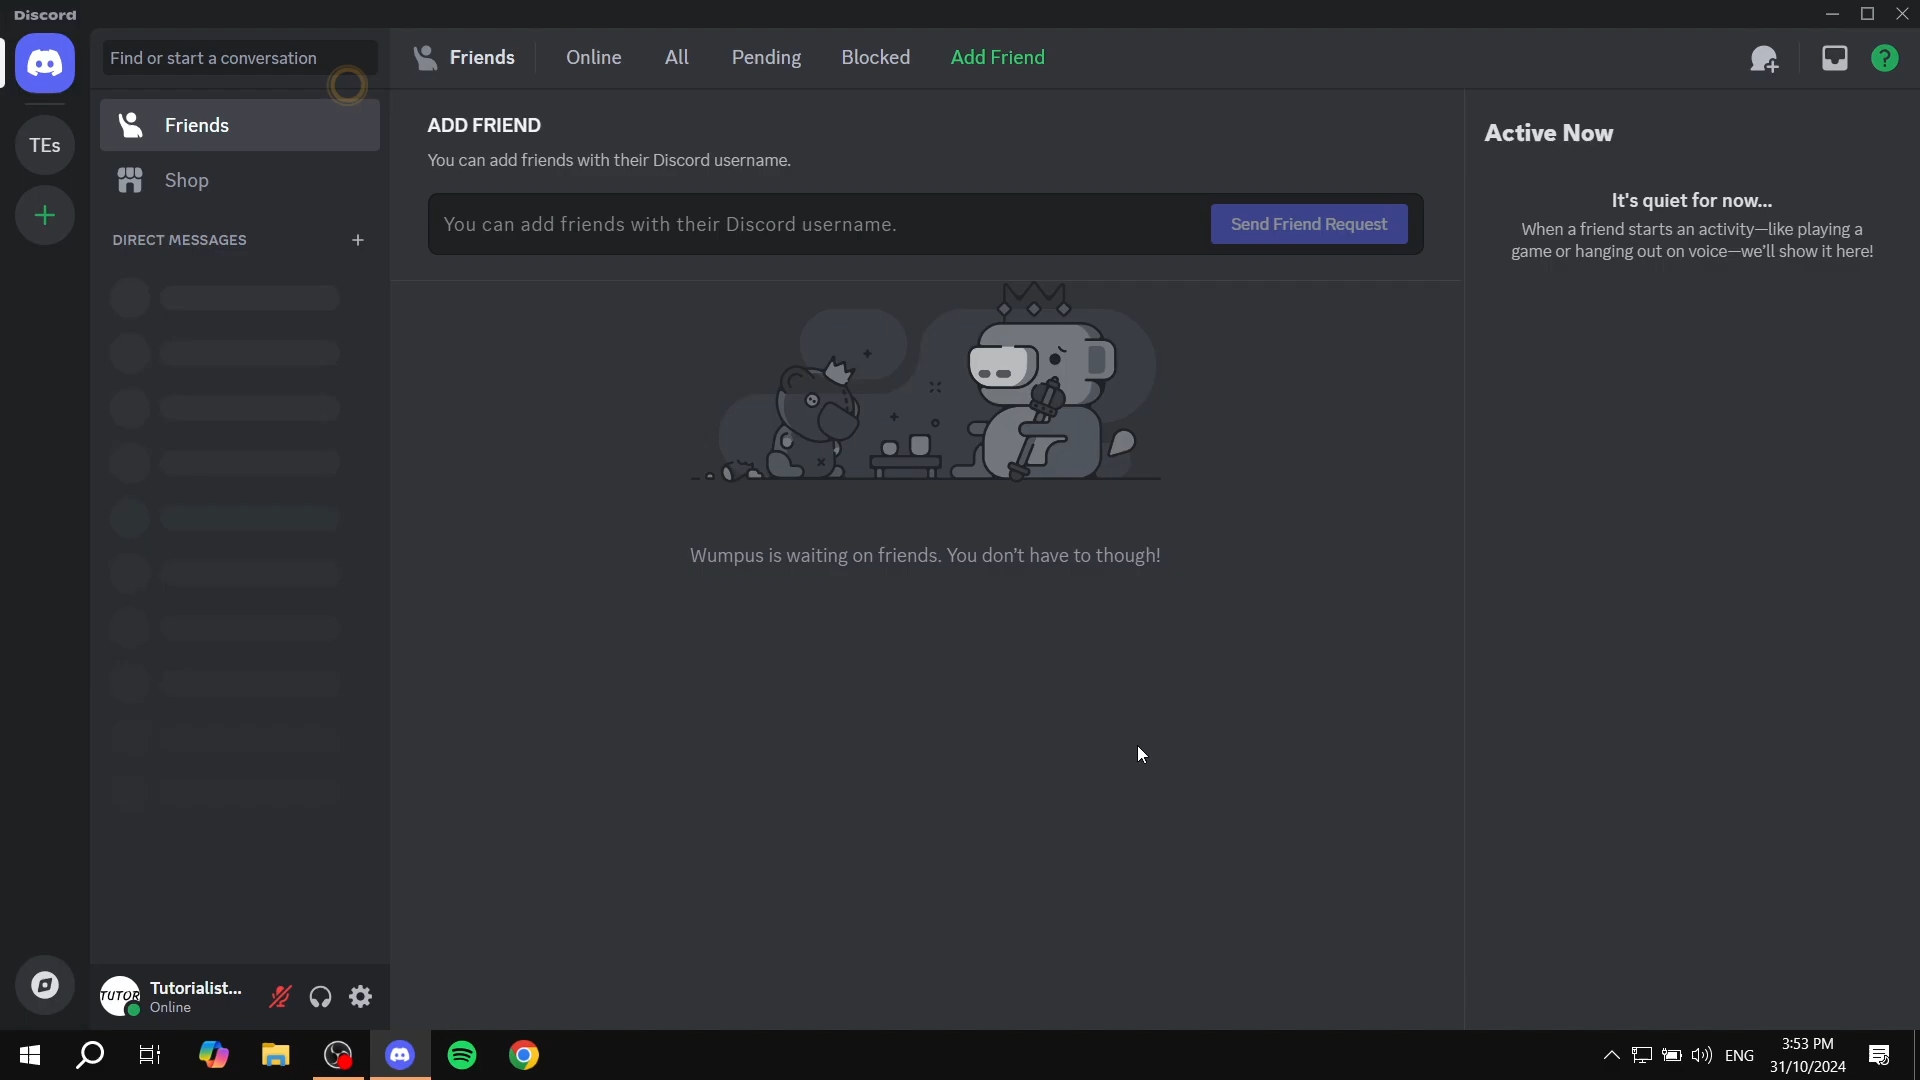 Discord
Find or start a conversation
Friends
Online
All
Pending
Blocked
Add Friend
?
TEs
Friends
Shop
DIRECT MESSAGES
ADD FRIEND
You can add friends with their Discord username.
You can add friends with their Discord username.
Send Friend Request
Active Now
It's quiet for now...
When a friend starts an activity—like playing a
game or hanging out on voice—we'll show it here!
Wumpus is waiting on friends. You don't have to though!
TUTOR
Tutorialist...
Online
ENG
3:53 PM
31/10/2024